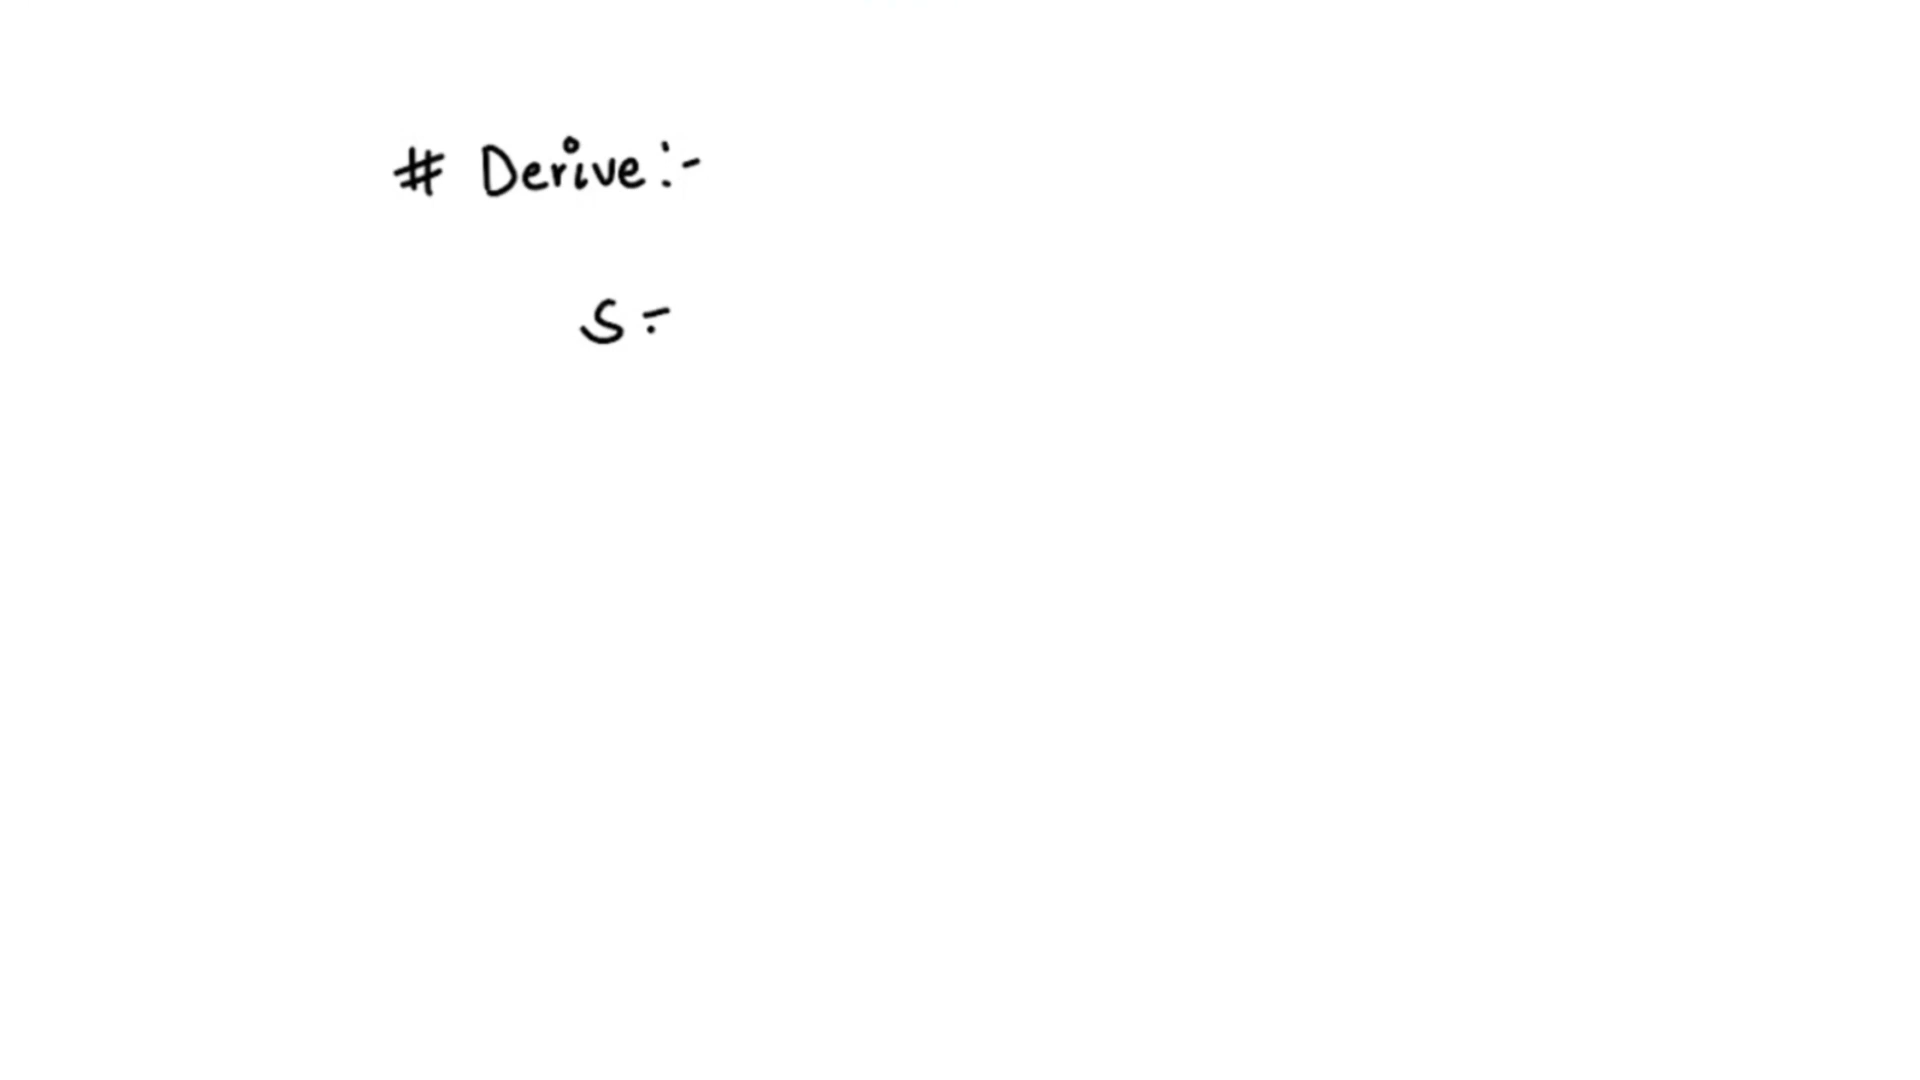 # Derive:-
S =